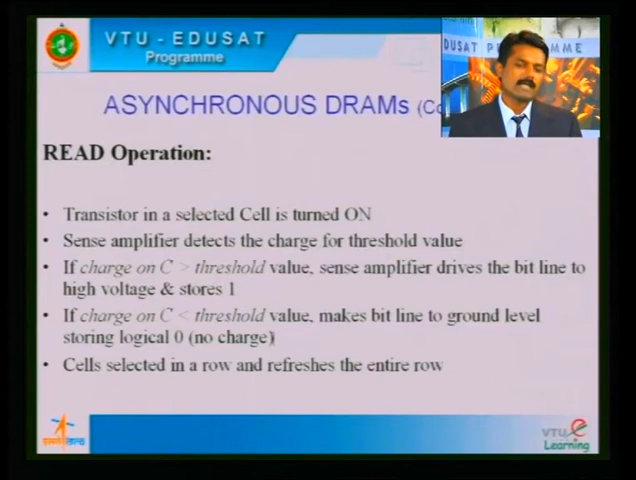 VTU - EDUSAT
Programme
EDUSAT PROGRAMME
ASYNCHRONOUS DRAMs (Co
READ Operation:
• Transistor in a selected Cell is turned ON
• Sense amplifier detects the charge for threshold value
• If charge on C > threshold value, sense amplifier drives the bit line to
high voltage & stores 1
• If charge on C < threshold value, makes bit line to ground level
storing logical 0 (no charge)
• Cells selected in a row and refreshes the entire row
VTU e
Learning